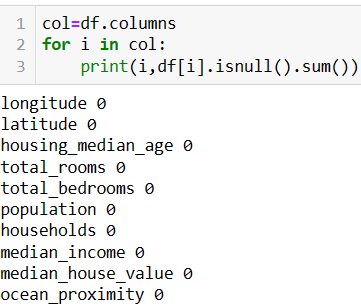 1 col=df.columns
2 for i in col:
3     print(i,df[i].isnull().sum())
longitude 0
latitude 0
housing_median_age 0
total_rooms 0
total_bedrooms 0
population 0
households 0
median_income 0
median_house_value 0
ocean_proximity 0